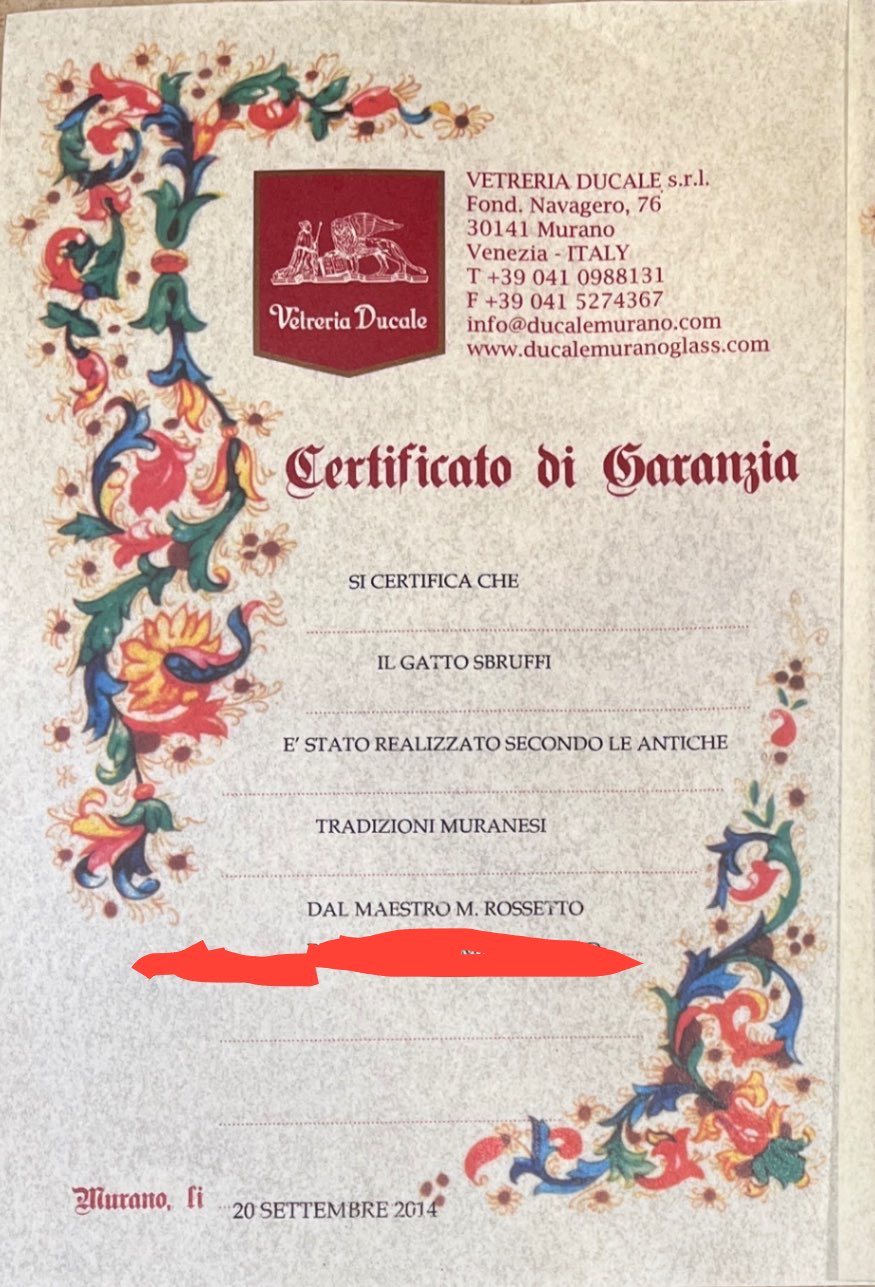 VETRERIA DUCALE s.r.l.
Fond. Navagero, 76
30141 Murano
Venezia - ITALY
T +39 041 0988131
F +39 041 5274367
info@ducalemurano.com
www.ducalemuranoglass.com
Vetreria Ducale
Certificato di Garanzia
SI CERTIFICA CHE
IL GATTO SBRUFFI
E' STATO REALIZZATO SECONDO LE ANTICHE
TRADIZIONI MURANESI
DAL MAESTRO M. ROSSETTO
Murano, li 20 SETTEMBRE 2014